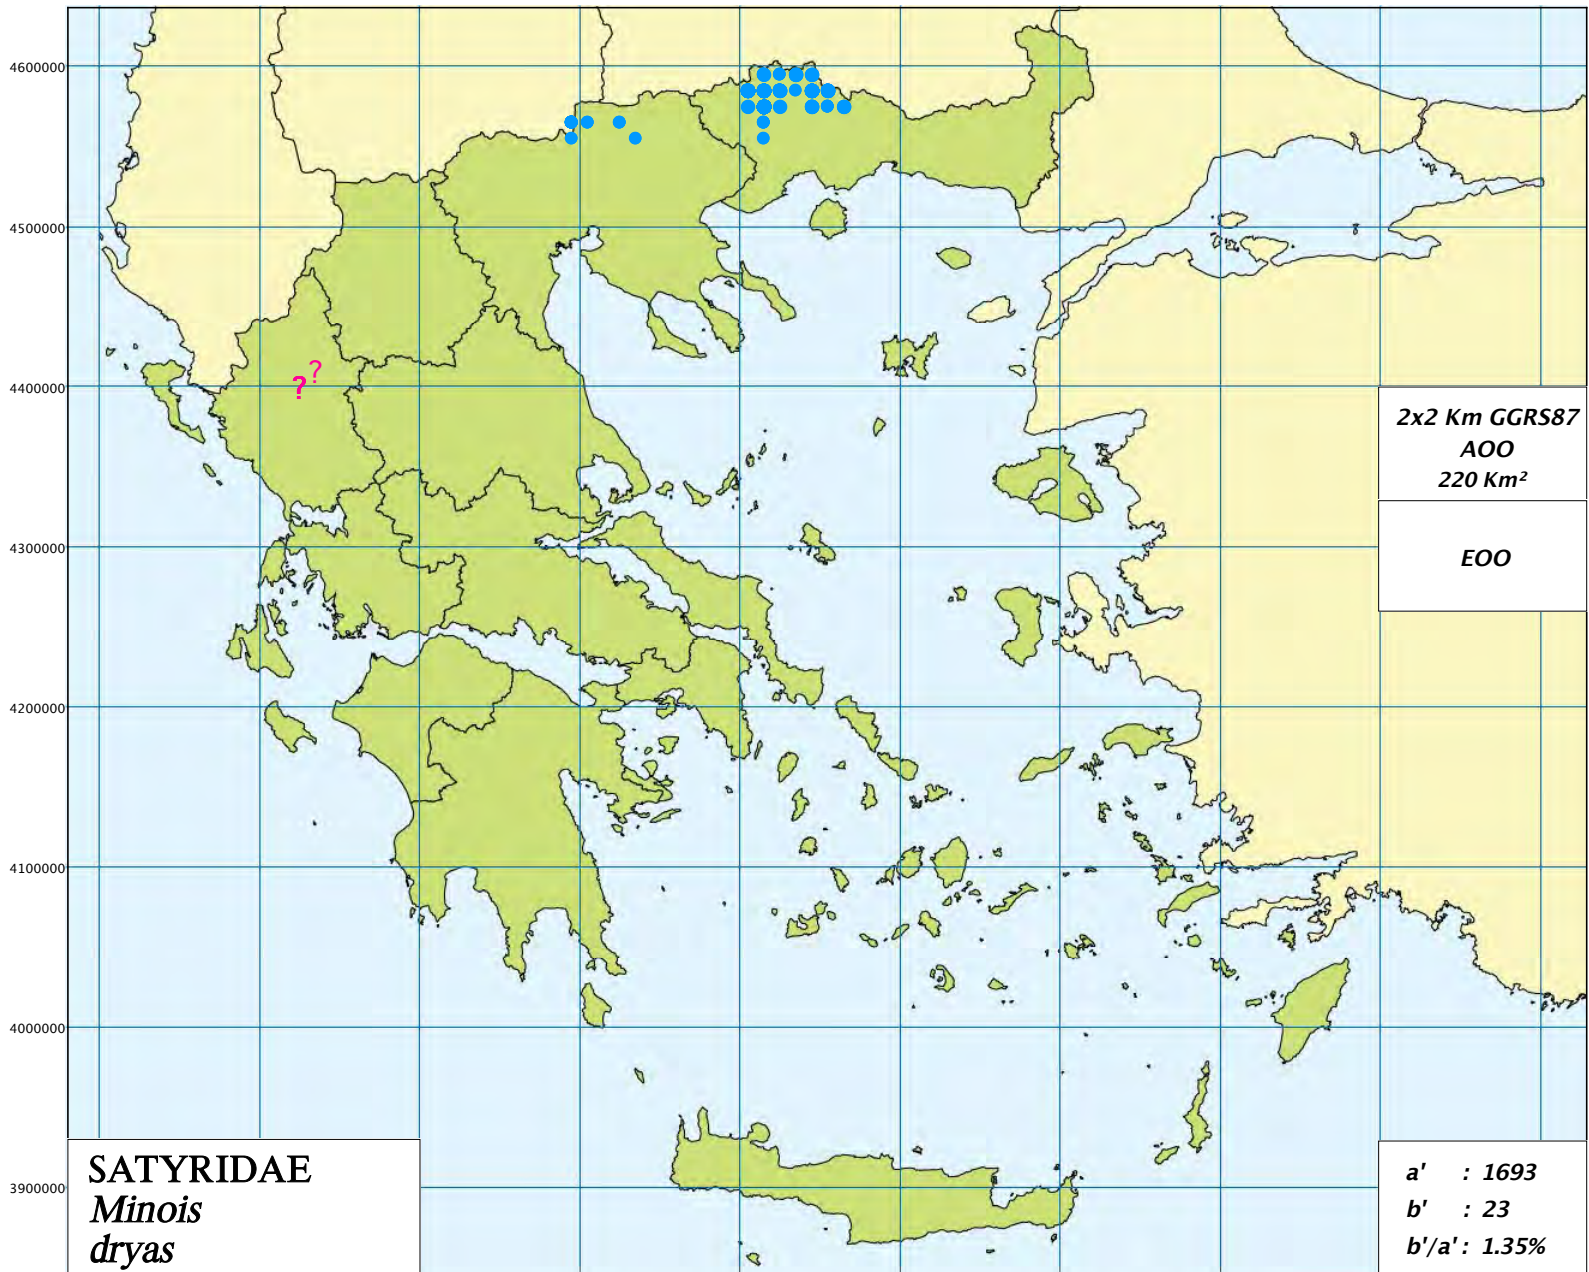 4600000
4500000
?
?
4400000
2x2 Km GGRS87
AOO
220 Km²
4300000
EOO
4200000
4100000
4000000
3900000
SATYRIDAE
Minois
dryas
a' : 1693
b' : 23
b'/a' : 1.35%